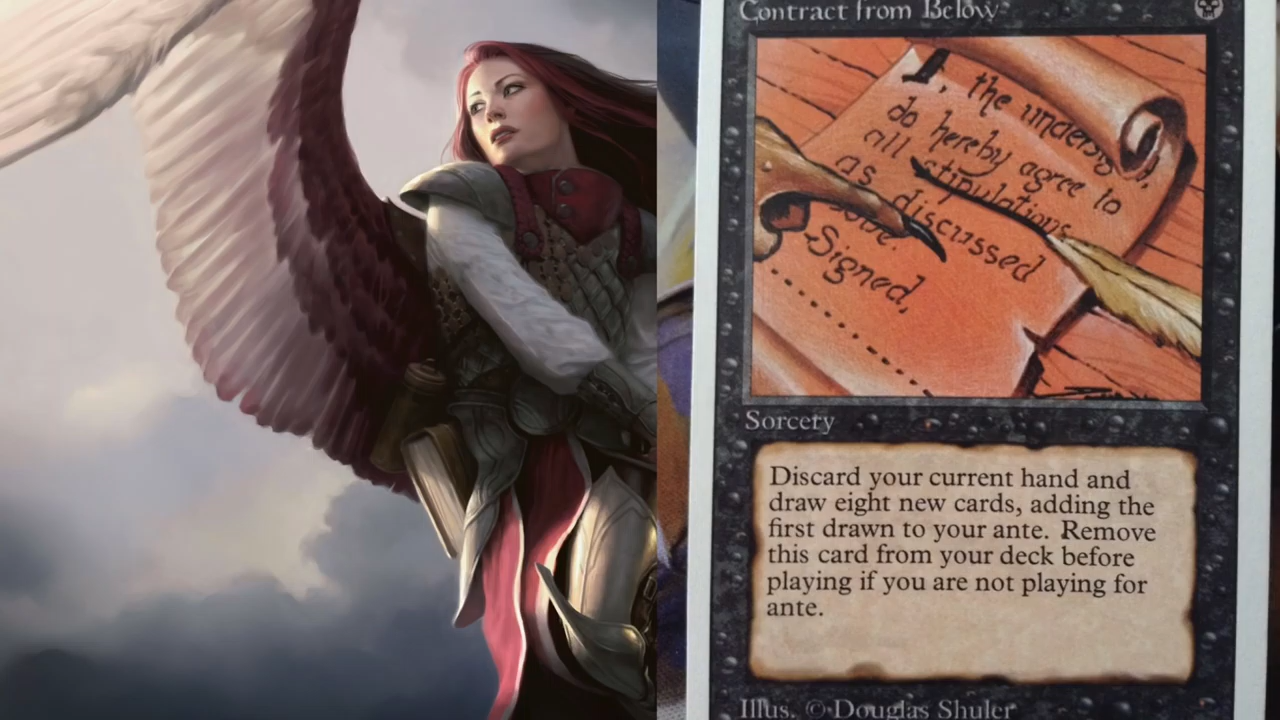 Contract from Below
I, the undersigned,
do hereby agree to
all stipulations
as discussed
Signed,
Sorcery
Discard your current hand and
draw eight new cards, adding the
first drawn to your ante. Remove
this card from your deck before
playing if you are not playing for
ante.
Illus. © Douglas Shuler